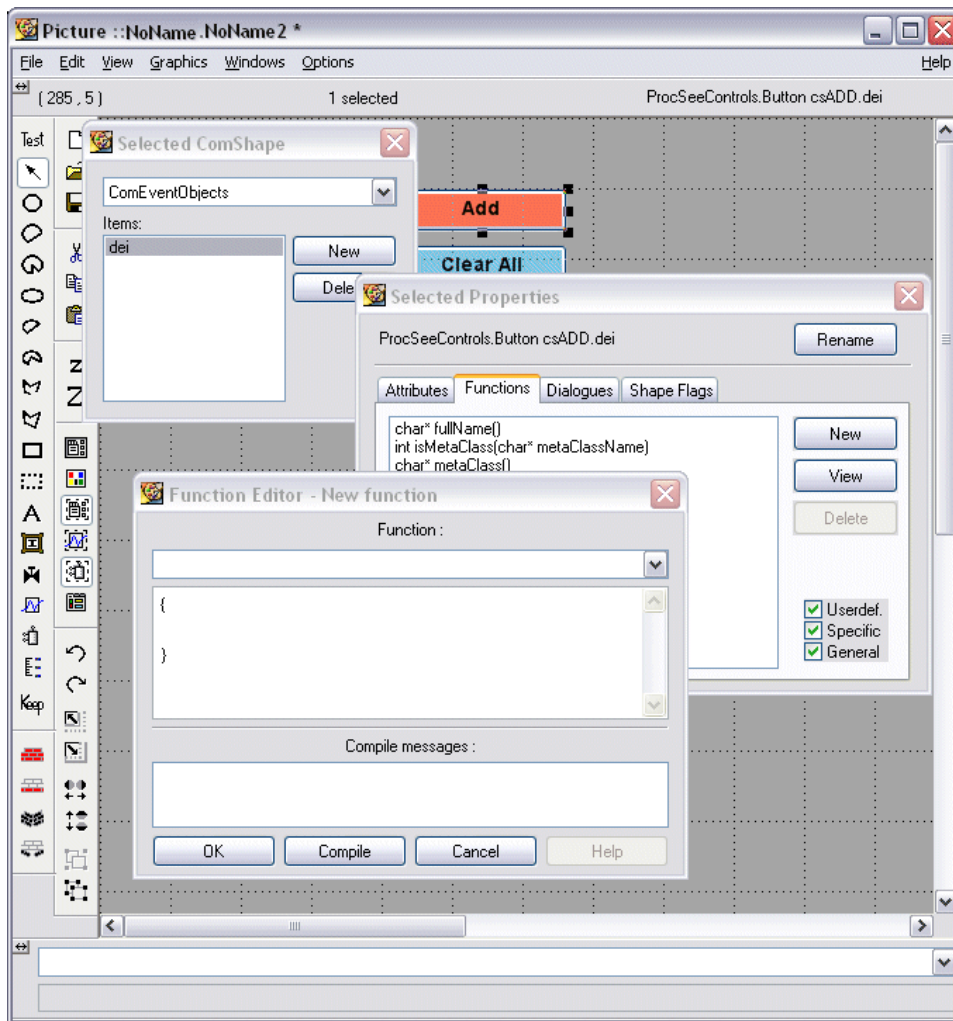 Picture ::NoName.NoName2 *
File Edit View Graphics Windows Options Help
(285,5) 1 selected ProcSeeControls.Button csADD.dei
Test
Keep
Selected ComShape
ComEventObjects
Items:
dei
New
Dele
Add
Clear All
Selected Properties
ProcSeeControls.Button csADD.dei
Rename
Attributes Functions Dialogues Shape Flags
char* fullName()
int isMetaClass(char* metaClassName)
char* metaClass()
New
View
Delete
Userdef.
Specific
General
Function Editor - New function
Function :
{
}
Compile messages :
OK Compile Cancel Help